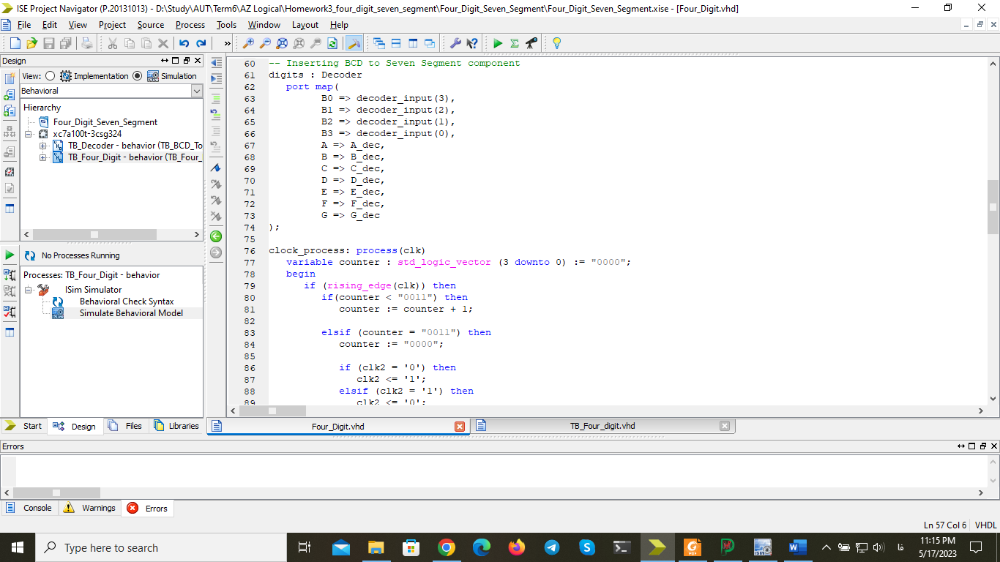 ISE Project Navigator (P.20131013) - D:\Study\AUT\Term6\AZ Logical\Homework3_four_digit_seven_segment\Four_Digit_Seven_Segment\Four_Digit_Seven_Segment.xise - [Four_Digit.vhd]
File Edit View Project Source Process Tools Window Layout Help
Design
View: Implementation Simulation
Behavioral
Hierarchy
Four_Digit_Seven_Segment
xc7a100t-3csg324
TB_Decoder - behavior (TB_BCD_To
TB_Four_Digit - behavior (TB_Four_
No Processes Running
Processes: TB_Four_Digit - behavior
ISim Simulator
Behavioral Check Syntax
Simulate Behavioral Model
Start Design Files Libraries
60 -- Inserting BCD to Seven Segment component
61 digits : Decoder
62 port map(
63 B0 => decoder_input(3),
64 B1 => decoder_input(2),
65 B2 => decoder_input(1),
66 B3 => decoder_input(0),
67 A => A_dec,
68 B => B_dec,
69 C => C_dec,
70 D => D_dec,
71 E => E_dec,
72 F => F_dec,
73 G => G_dec
74 );
75
76 clock_process: process(clk)
77 variable counter : std_logic_vector (3 downto 0) := "0000";
78 begin
79 if (rising_edge(clk)) then
80 if(counter < "0011") then
81 counter := counter + 1;
82
83 elsif (counter = "0011") then
84 counter := "0000";
85
86 if (clk2 = '0') then
87 clk2 <= '1';
88 elsif (clk2 = '1') then
89 clk2 <= '0';
Four_Digit.vhd TB_Four_digit.vhd
Errors
Console Warnings Errors
Ln 57 Col 6 VHDL
Type here to search
فا
11:15 PM
5/17/2023